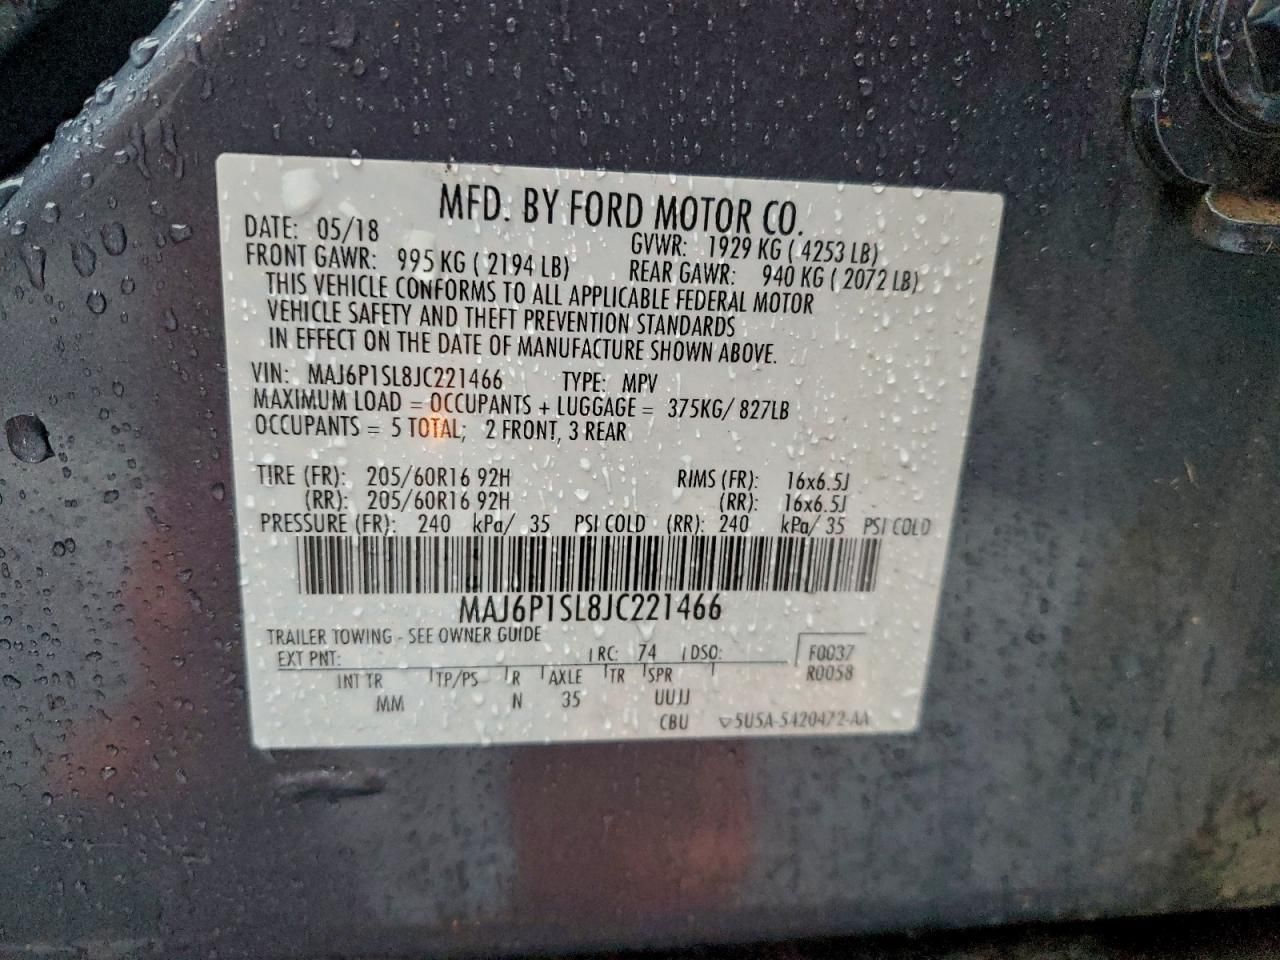 MFD. BY FORD MOTOR CO.
DATE: 05/18 GVWR: 1929 KG ( 4253 LB)
FRONT GAWR: 995 KG ( 2194 LB) REAR GAWR: 940 KG ( 2072 LB)
THIS VEHICLE CONFORMS TO ALL APPLICABLE FEDERAL MOTOR
VEHICLE SAFETY AND THEFT PREVENTION STANDARDS
IN EFFECT ON THE DATE OF MANUFACTURE SHOWN ABOVE.
VIN: MAJ6P1SL8JC221466 TYPE: MPV
MAXIMUM LOAD = OCCUPANTS + LUGGAGE = 375KG/ 827LB
OCCUPANTS = 5 TOTAL; 2 FRONT, 3 REAR
TIRE (FR): 205/60R16 92H RIMS (FR): 16x6.5J
(RR): 205/60R16 92H (RR): 16x6.5J
PRESSURE (FR): 240 kPa/ 35 PSI COLD (RR): 240 kPa/ 35 PSI COLD
MAJ6P1SL8JC221466
TRAILER TOWING - SEE OWNER GUIDE
EXT PNT: RC: 74 DSO: F0037
INT TR TP/PS R AXLE TR SPR R0058
MM N 35 UUJJ
CBU 5U5A-5420472-AA